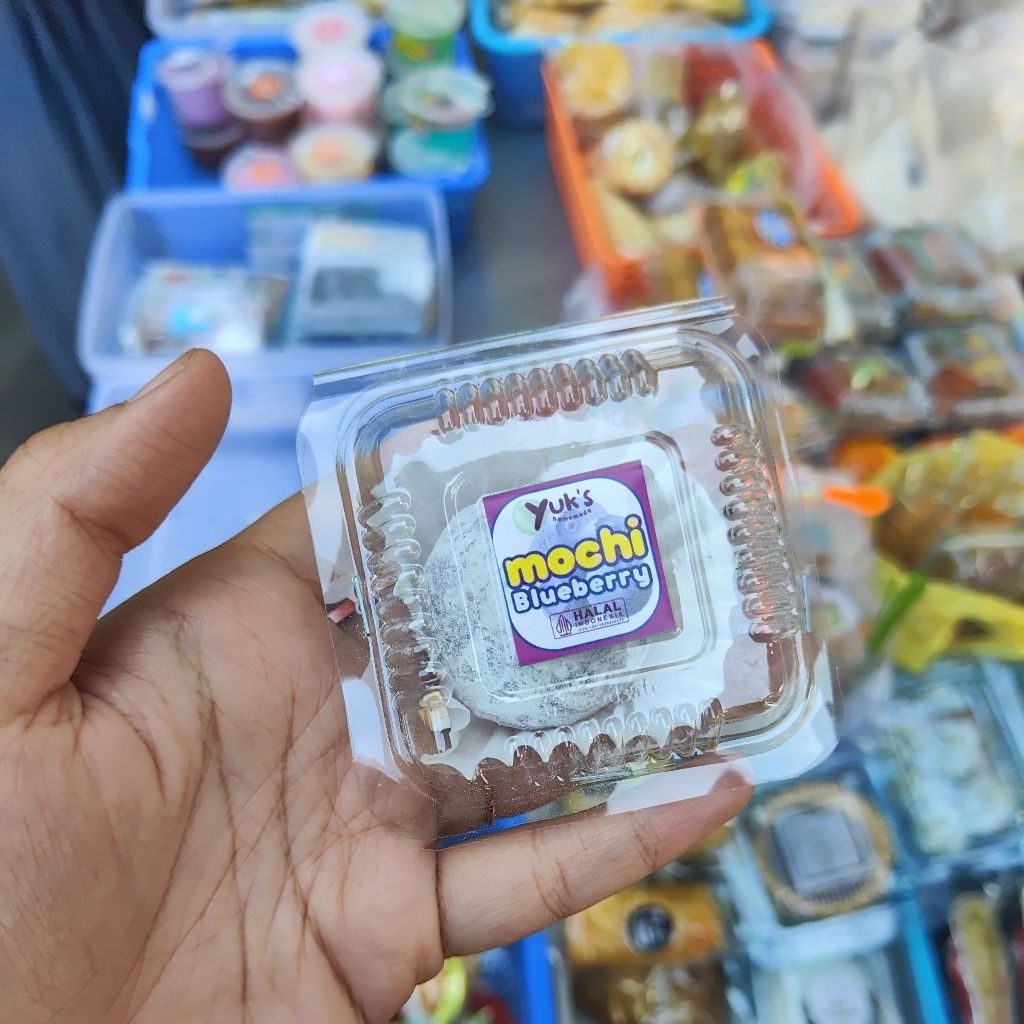 Yuk's
homemade
mochi
Blueberry
HALAL
INDONESIA